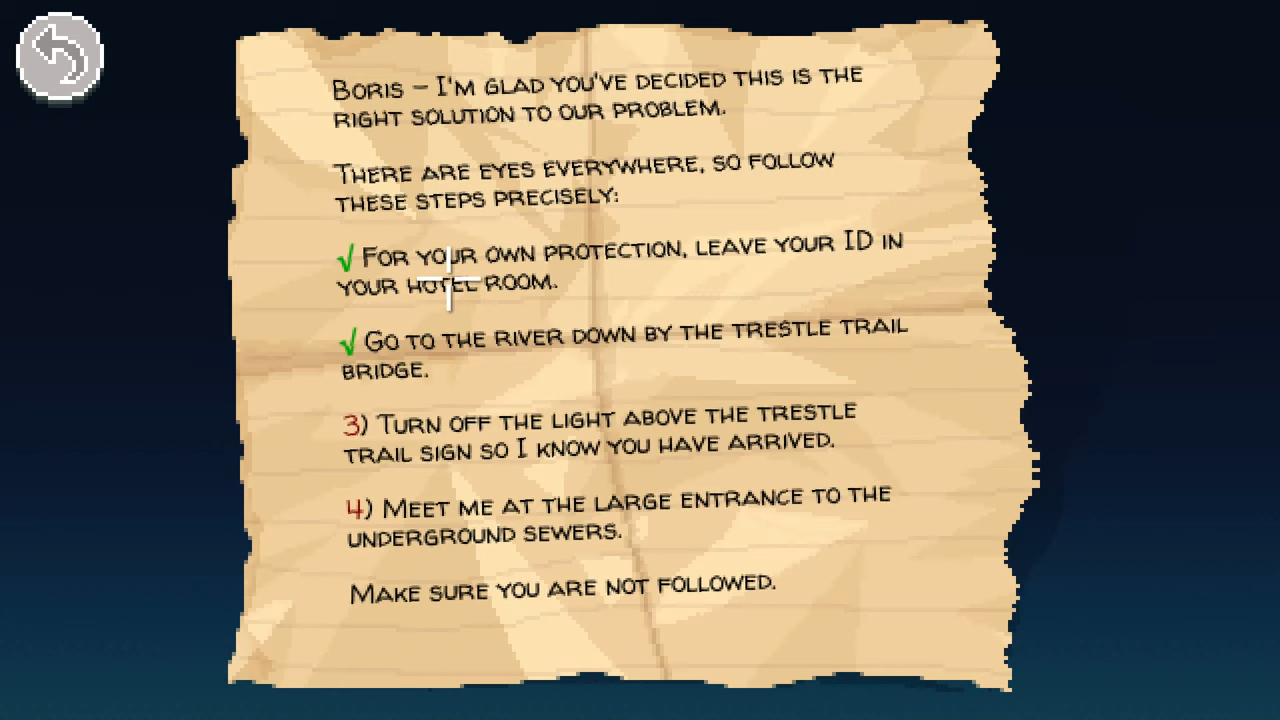 Boris – I'm glad you've decided this is the
right solution to our problem.
There are eyes everywhere, so follow
these steps precisely:
√ For your own protection, leave your ID in
your hotel room.
√ Go to the river down by the trestle trail
bridge.
3) Turn off the light above the trestle
trail sign so I know you have arrived.
4) Meet me at the large entrance to the
underground sewers.
Make sure you are not followed.